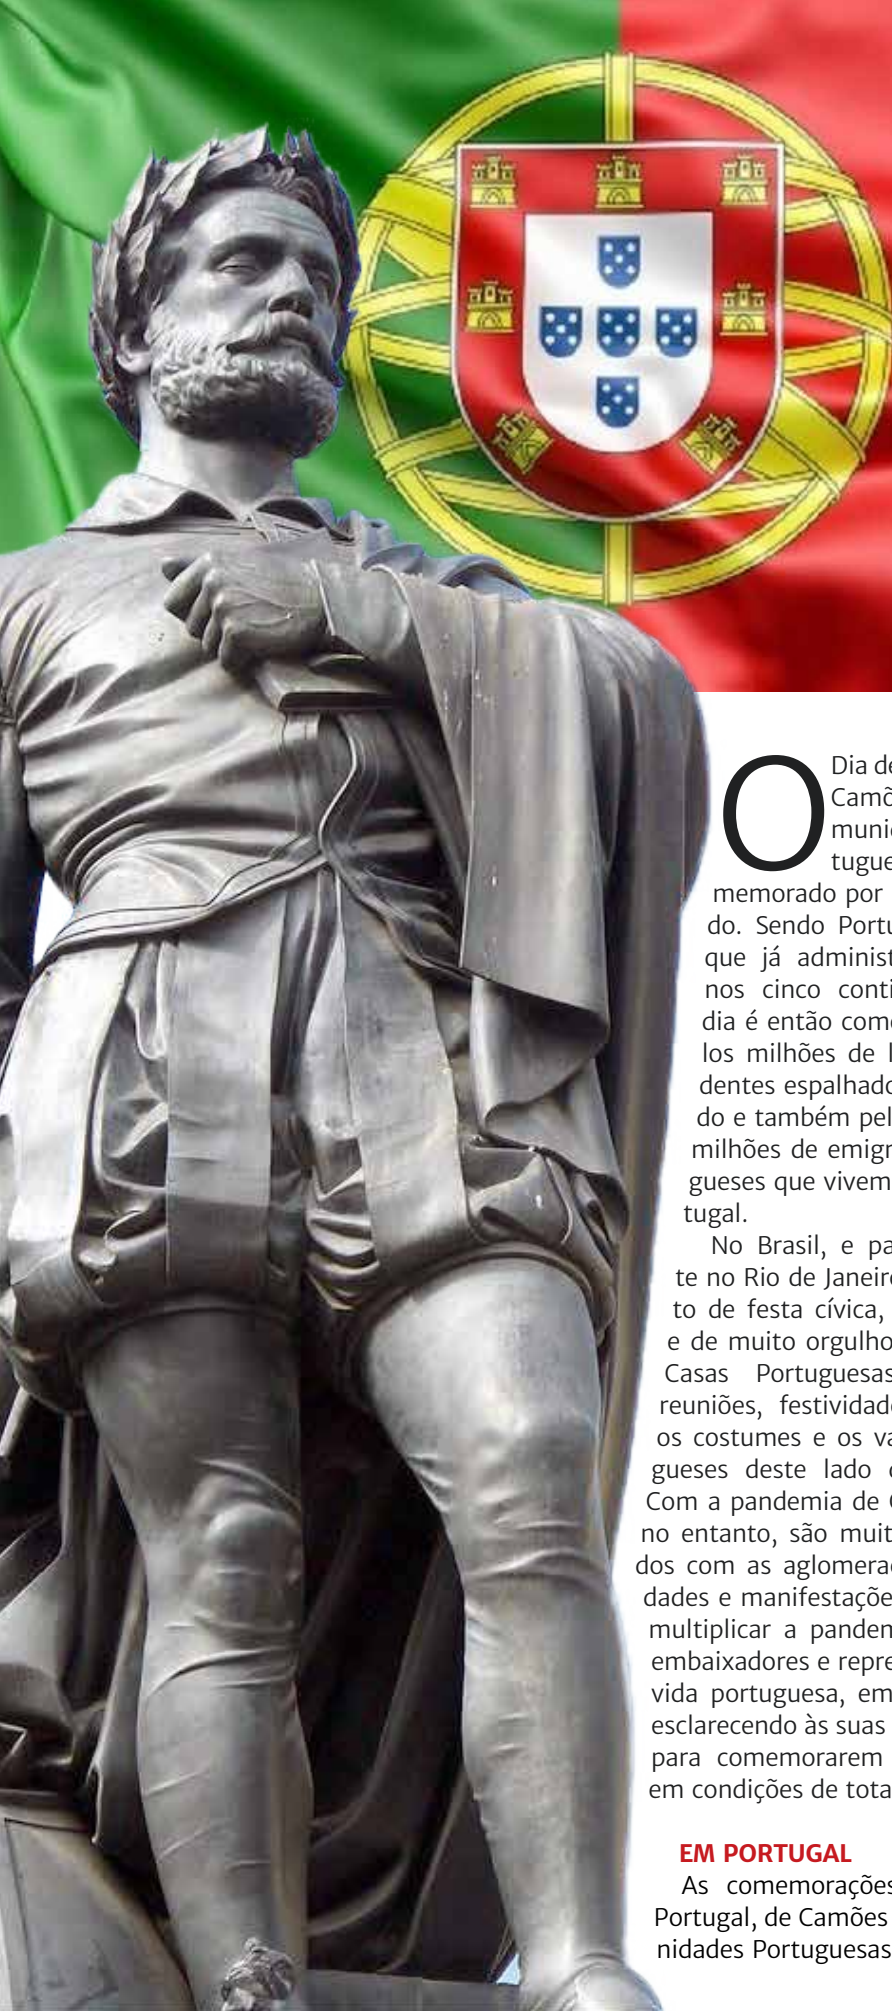 O Dia de
Camõ
muni
tugue
memorado por
do. Sendo Portu
que já administ
nos cinco conti
dia é então come
los milhões de l
dentes espalhado
do e também pel
milhões de emigr
gueses que vivem
tugal.
No Brasil, e pa
te no Rio de Janeiro
to de festa cívica,
e de muito orgulho
Casas Portuguesas
reuniões, festividade
os costumes e os va
gueses deste lado
Com a pandemia de
no entanto, são muit
dos com as aglomera
dades e manifestaçõe
multiplicar a pandem
embaixadores e repre
vida portuguesa, em
esclarecendo às suas
para comemorarem
em condições de tota
EM PORTUGAL
As comemorações
Portugal, de Camões
nidades Portuguesas